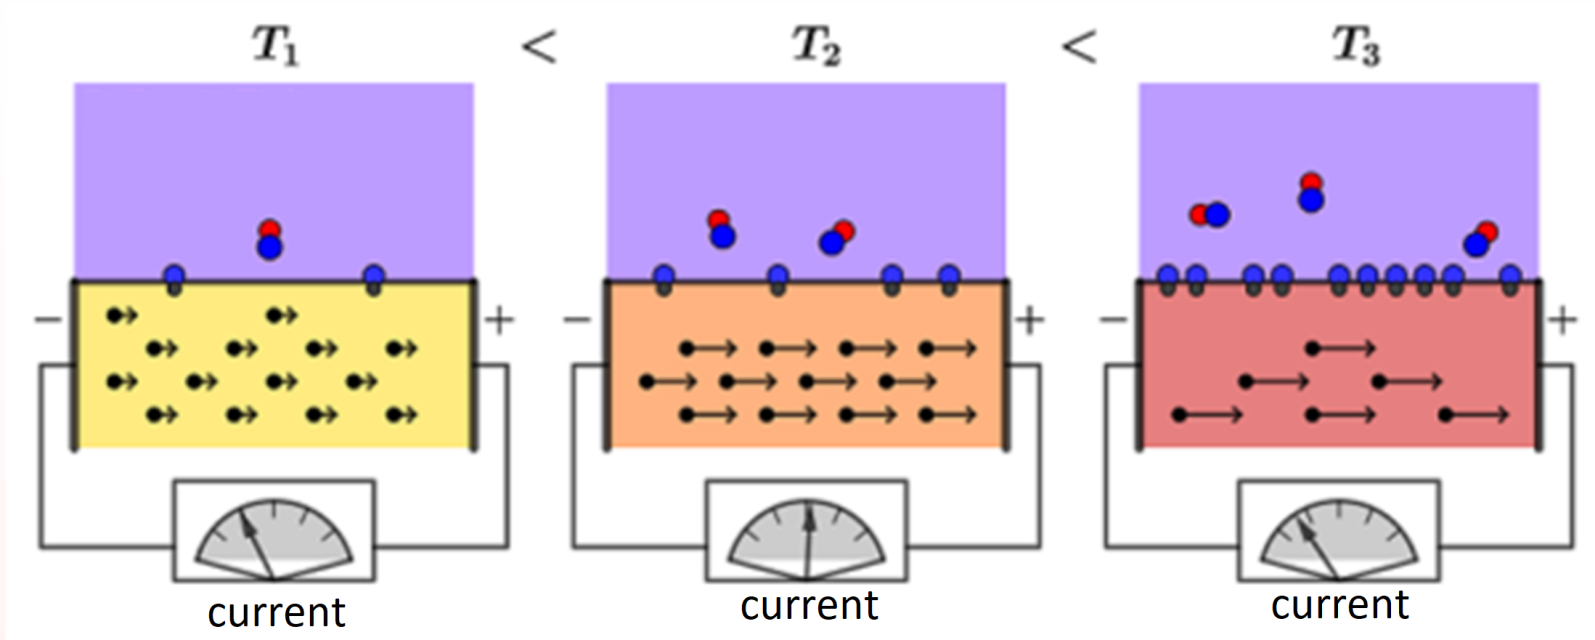 T₁ < T₂ < T₃
− + − + − +
current current current